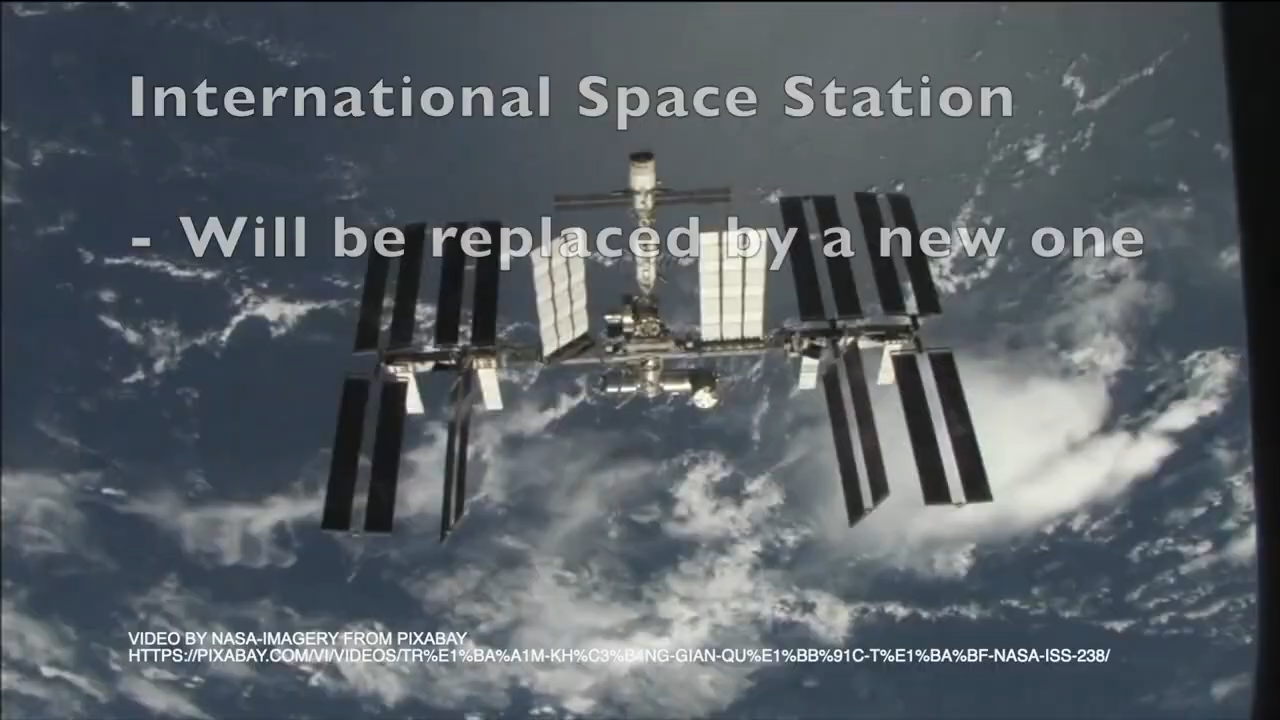 International Space Station
- Will be replaced by a new one
VIDEO BY NASA-IMAGERY FROM PIXABAY
HTTPS://PIXABAY.COM/VI/VIDEOS/TR%E1%BA%A1M-KH%C3%B4NG-GIAN-QU%E1%BB%91C-T%E1%BA%BF-NASA-ISS-238/